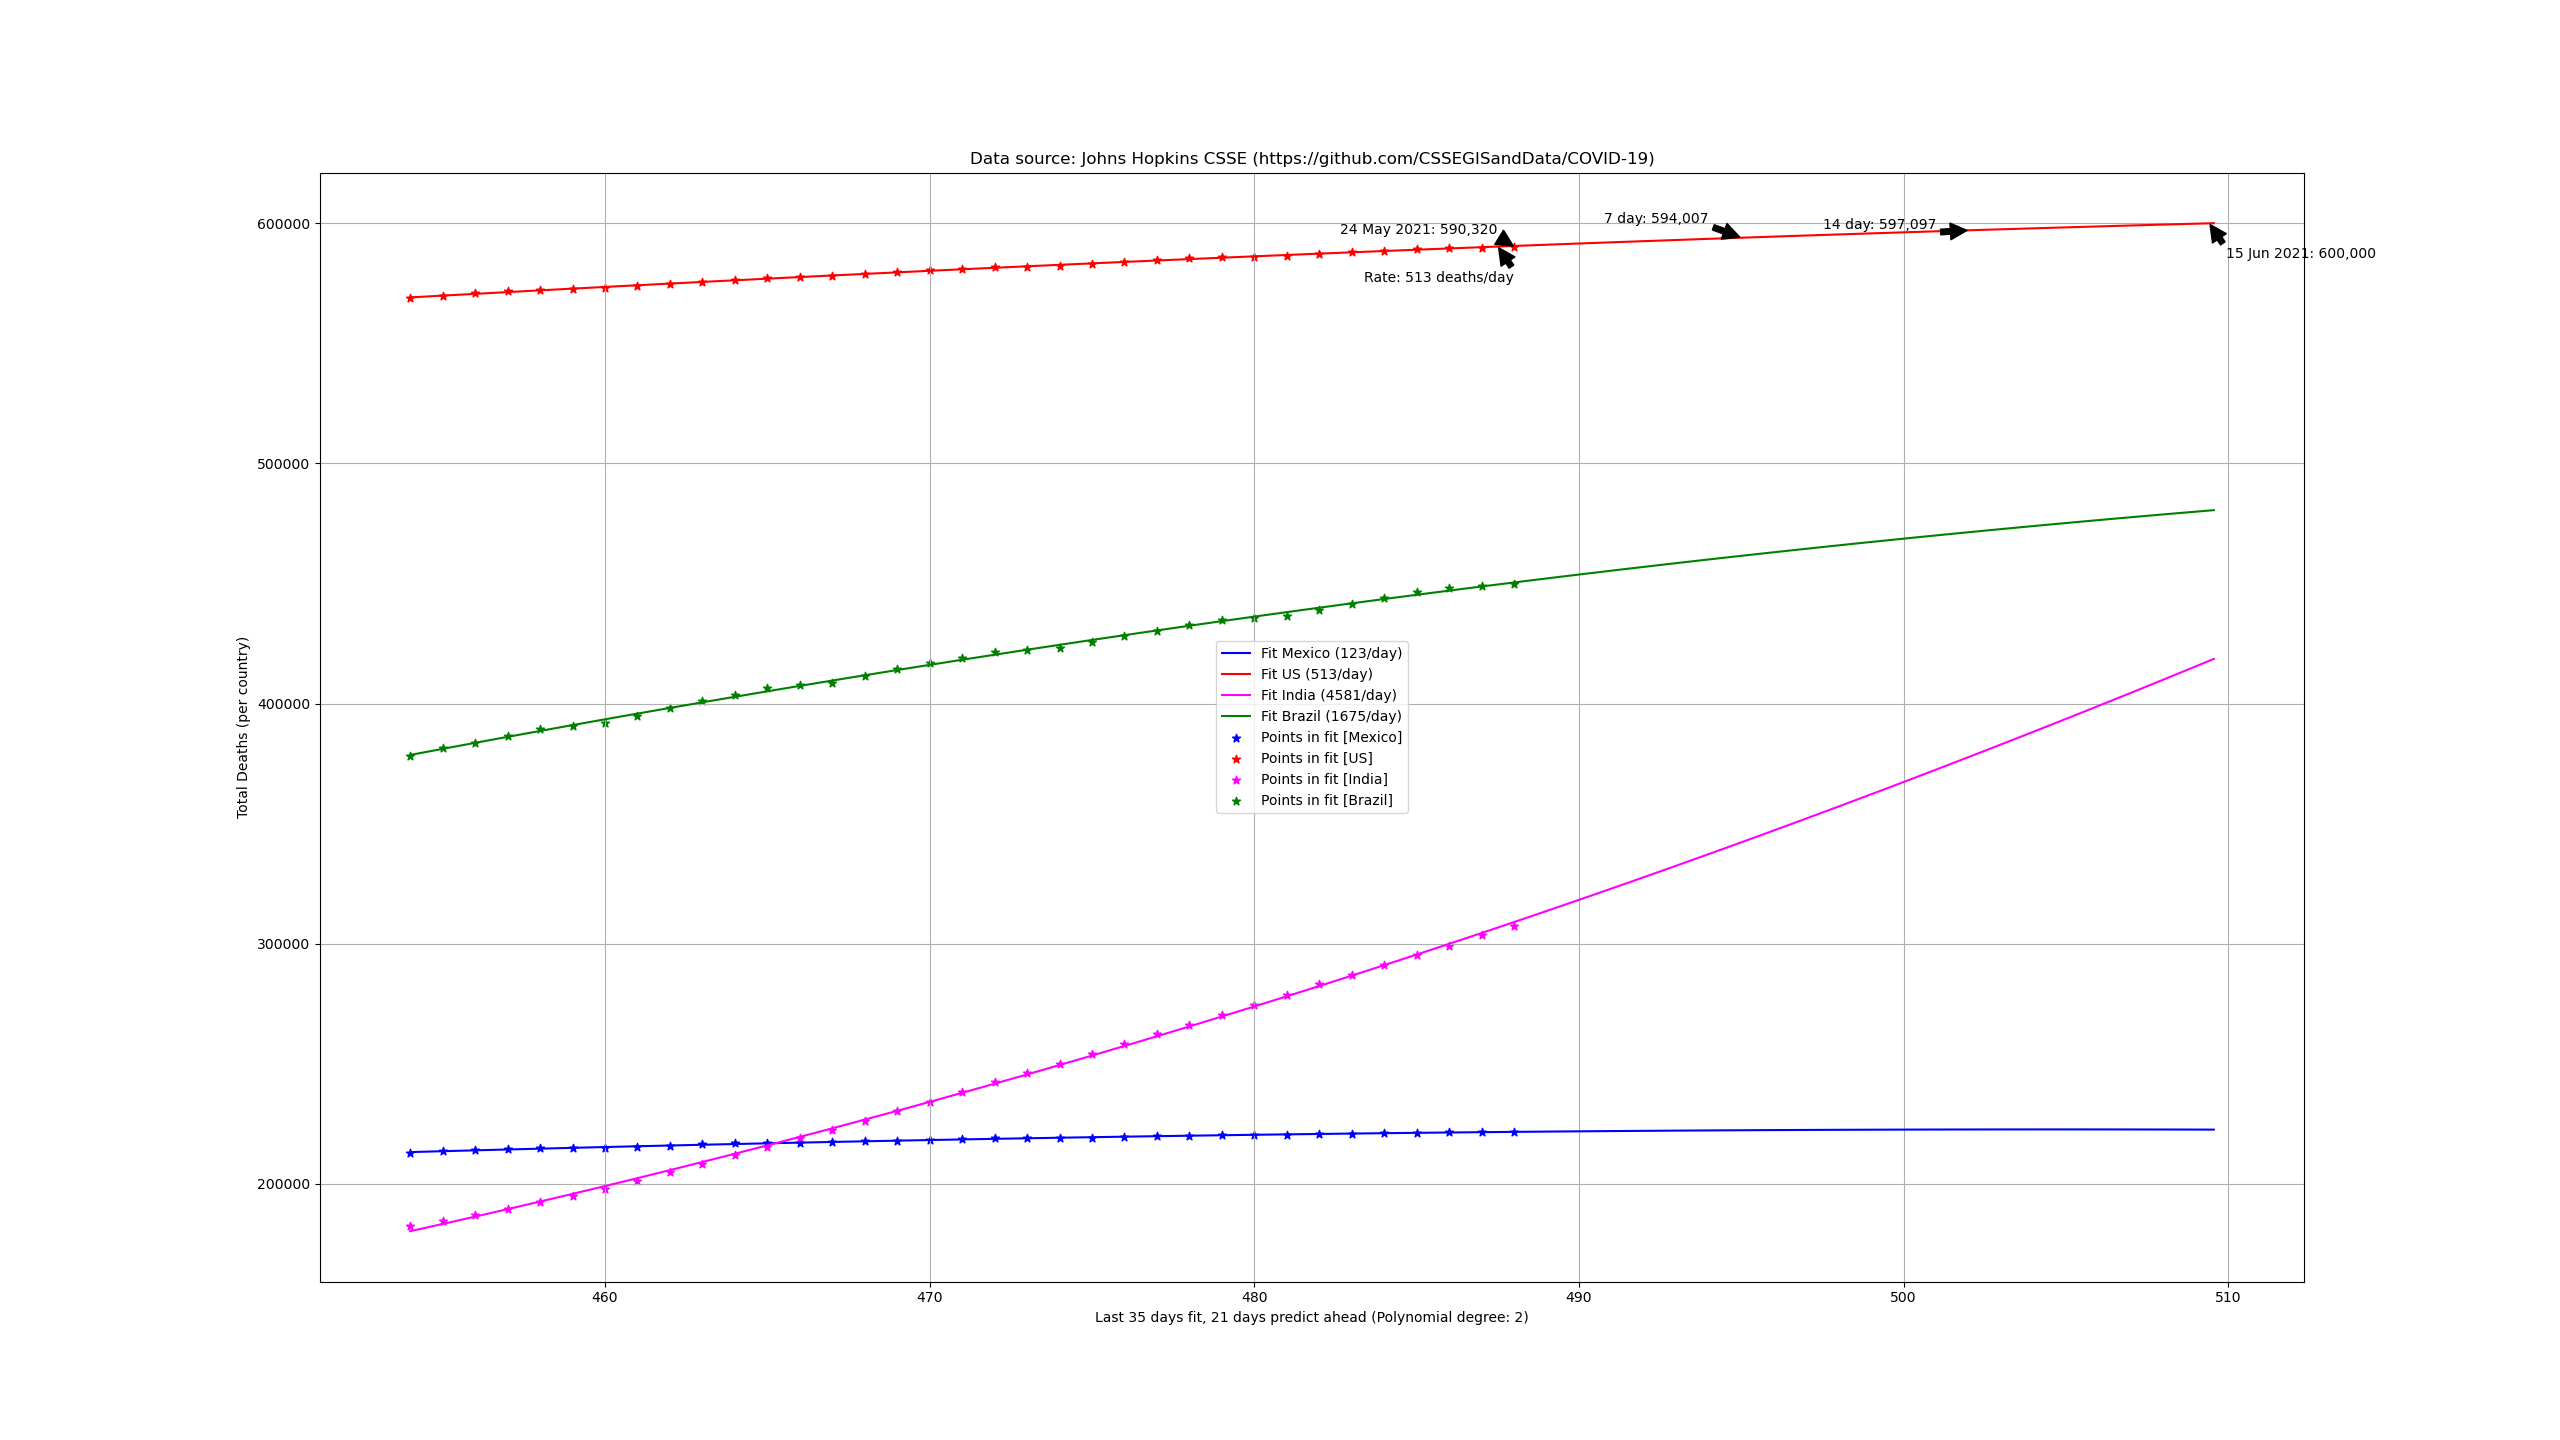 Data source: Johns Hopkins CSSE (https://github.com/CSSEGISandData/COVID-19)
600000
500000
400000
300000
200000
Total Deaths (per country)
24 May 2021: 590,320
Rate: 513 deaths/day
7 day: 594,007
14 day: 597,097
15 Jun 2021: 600,000
Fit Mexico (123/day)
Fit US (513/day)
Fit India (4581/day)
Fit Brazil (1675/day)
Points in fit [Mexico]
Points in fit [US]
Points in fit [India]
Points in fit [Brazil]
460 470 480 490 500 510
Last 35 days fit, 21 days predict ahead (Polynomial degree: 2)